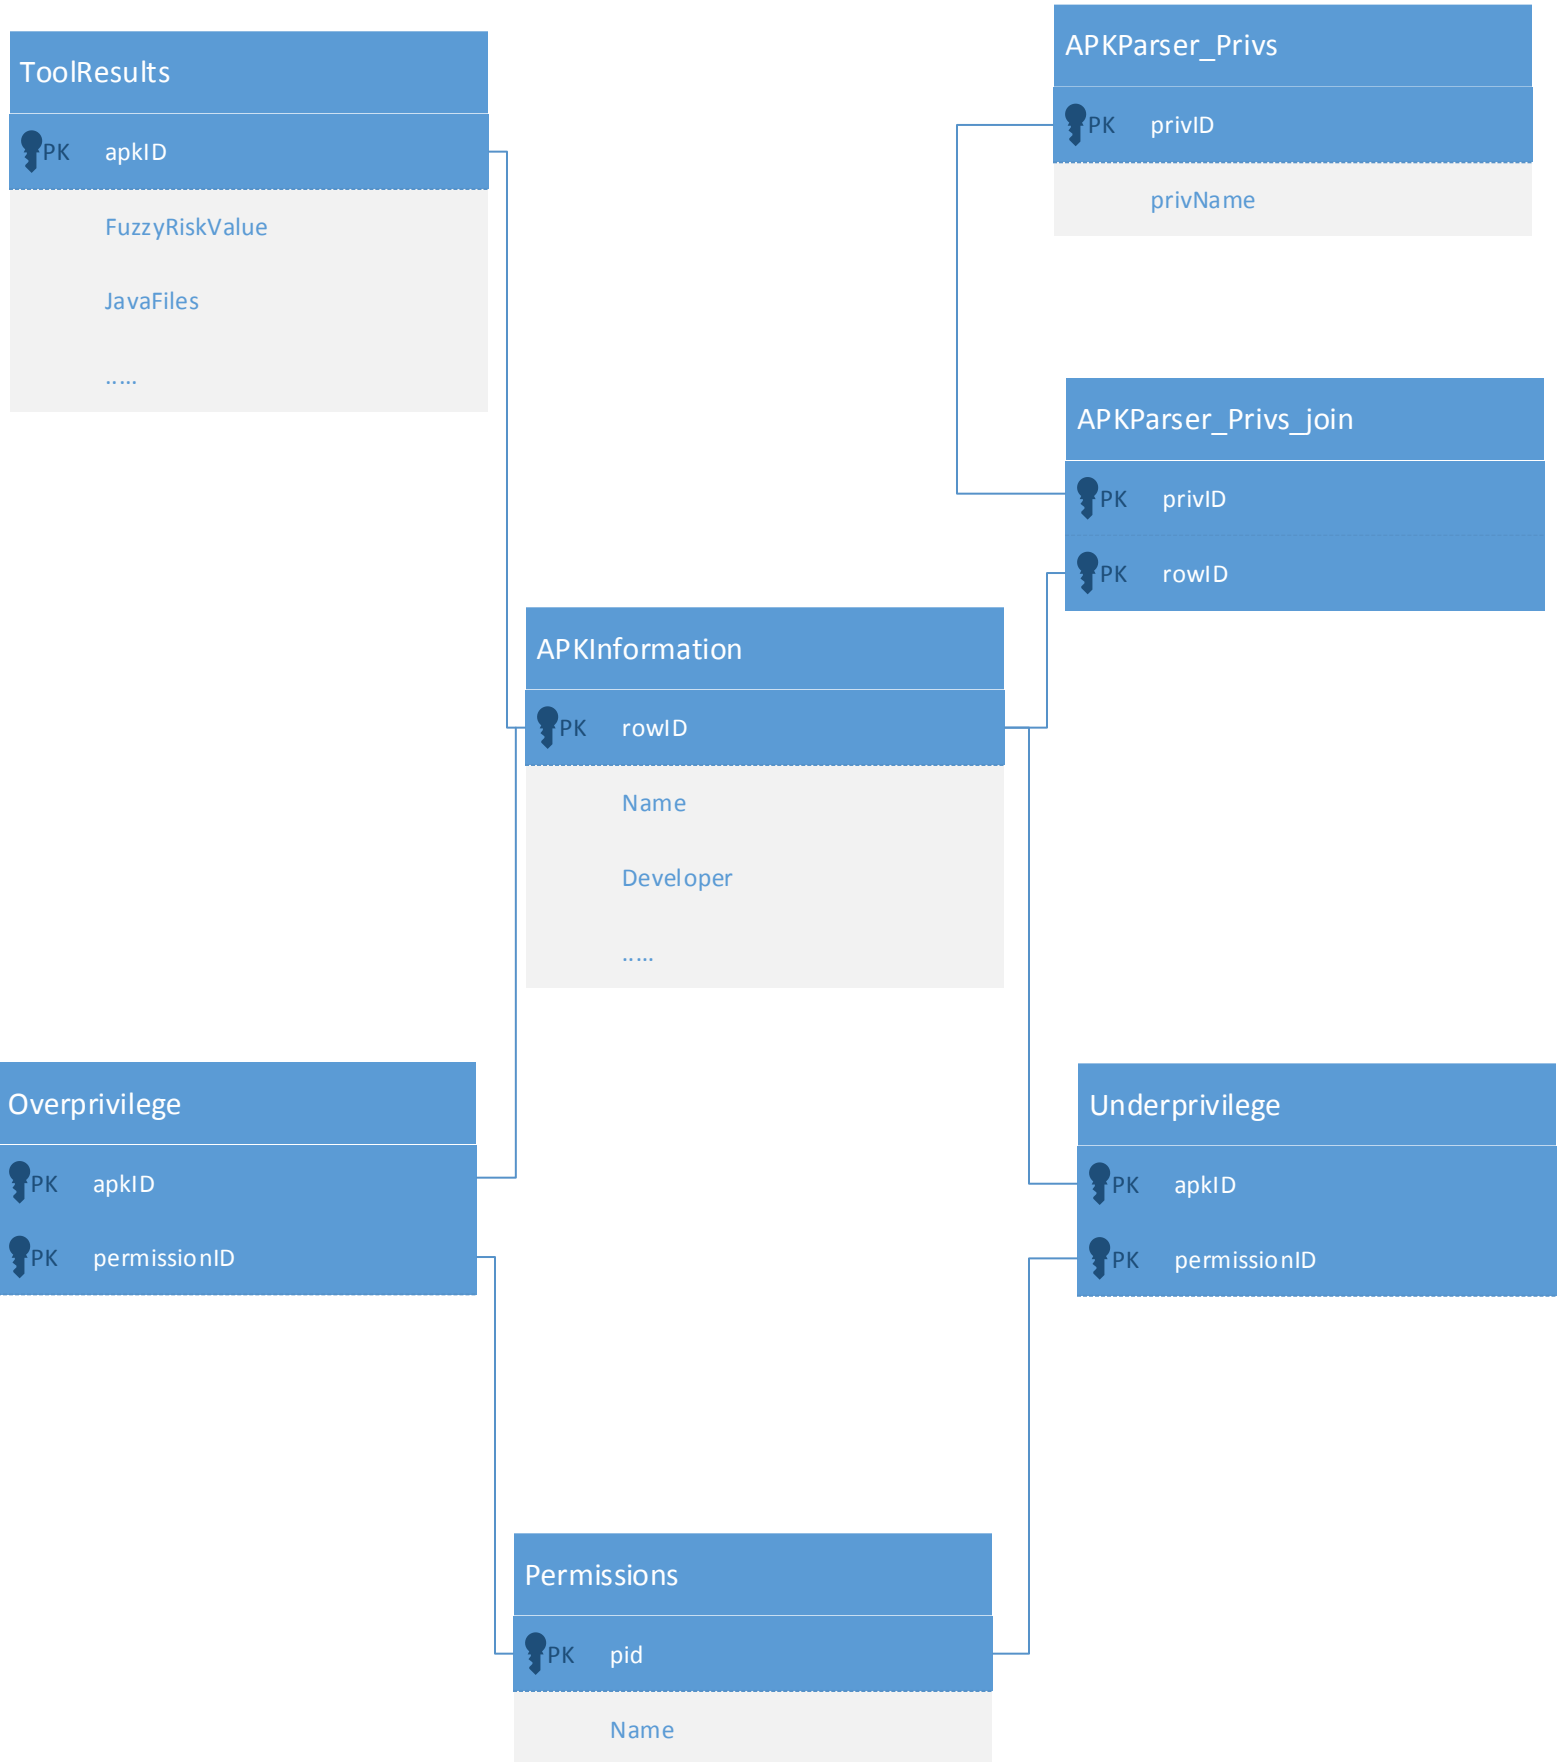 ToolResults
PK apkID
FuzzyRiskValue
JavaFiles
.....
APKParser_Privs
PK privID
privName
APKParser_Privs_join
PK privID
PK rowID
APKInformation
PK rowID
Name
Developer
.....
Overprivilege
PK apkID
PK permissionID
Underprivilege
PK apkID
PK permissionID
Permissions
PK pid
Name